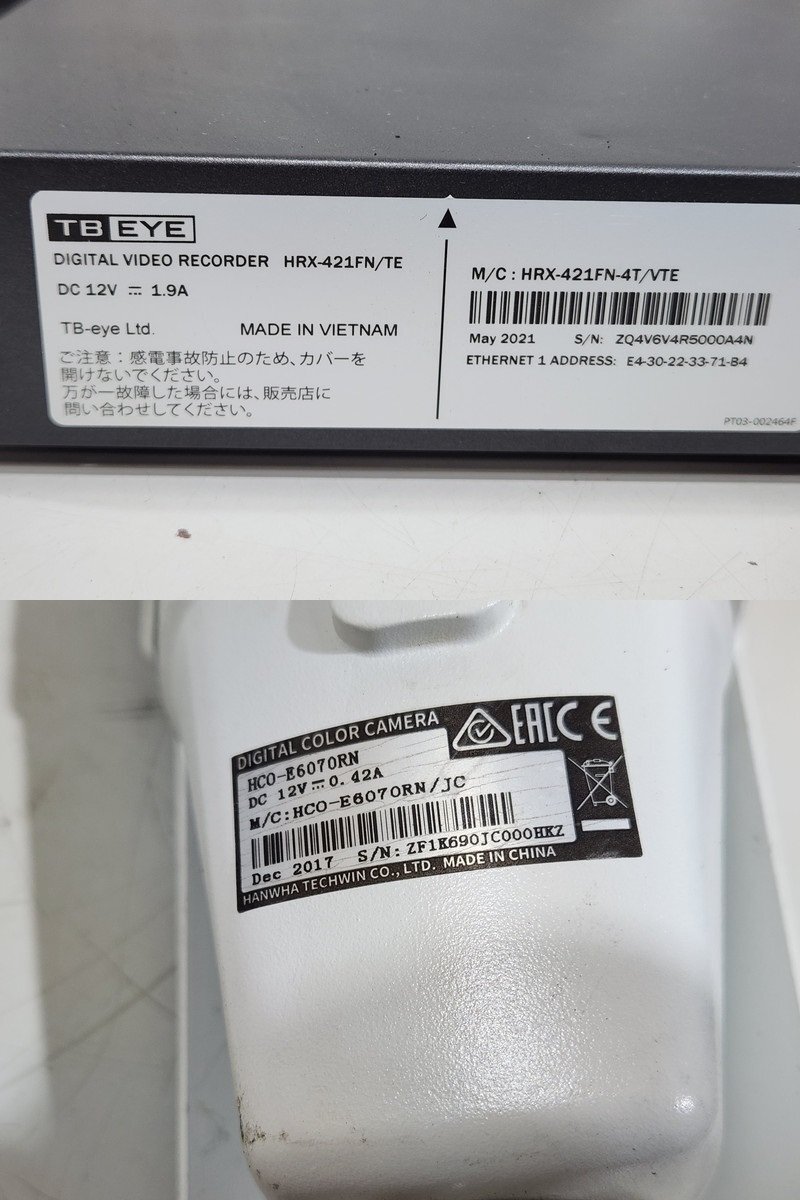 TB EYE
DIGITAL VIDEO RECORDER HRX-421FN/TE
DC 12V ⎓ 1.9A
TB-eye Ltd. MADE IN VIETNAM
ご注意：感電事故防止のため、カバーを
開けないでください。
万が一故障した場合には、販売店に
問い合わせしてください。
M/C : HRX-421FN-4T/VTE
May 2021 S/N: ZQ4V6V4R5000A4N
ETHERNET 1 ADDRESS: E4-30-22-33-71-B4
PT03-002464F
DIGITAL COLOR CAMERA
EAC CE
HCO-E6070RN
DC 12V ⎓ 0.42A
M/C:HCO-E6070RN/JC
Dec 2017 S/N: ZF1K690JC000HKZ
HANWHA TECHWIN CO., LTD. MADE IN CHINA